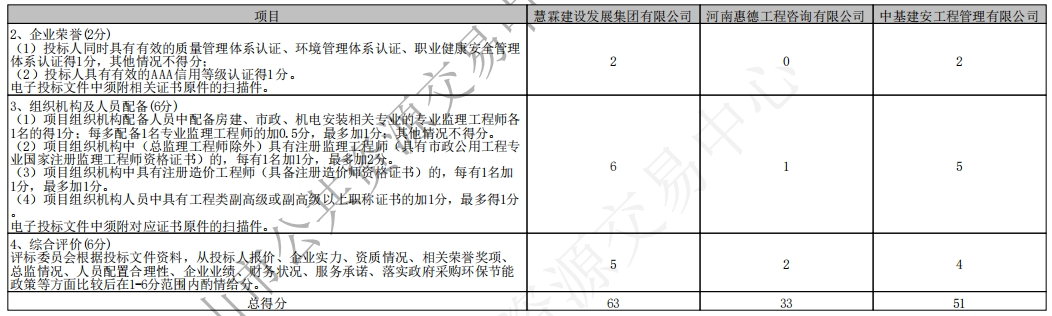 项目 慧霖建设发展集团有限公司 河南惠德工程咨询有限公司 中基建安工程管理有限公司
2、企业荣誉(2分)
（1）投标人同时具有有效的质量管理体系认证、环境管理体系认证、职业健康安全管理
体系认证得1分，其他情况不得分；
（2）投标人具有有效的AAA信用等级认证得1分。
电子投标文件中须附相关证书原件的扫描件。
2 0 2
3、组织机构及人员配备(6分)
（1）项目组织机构配备人员中配备房建、市政、机电安装相关专业的专业监理工程师各
1名的得1分；每多配备1名专业监理工程师的加0.5分，最多加1分；其他情况不得分。
（2）项目组织机构中（总监理工程师除外）具有注册监理工程师（具有市政公用工程专
业国家注册监理工程师资格证书）的，每有1名加1分，最多加2分。
（3）项目组织机构中具有注册造价工程师（具备注册造价师资格证书）的，每有1名加
1分，最多加1分。
（4）项目组织机构人员中具有工程类副高级或副高级以上职称证书的加1分，最多得1分
。
电子投标文件中须附对应证书原件的扫描件。
6 1 5
4、综合评价(6分)
评标委员会根据投标文件资料，从投标人报价、企业实力、资质情况、相关荣誉奖项、
总监情况、人员配置合理性、企业业绩、财务状况、服务承诺、落实政府采购环保节能
政策等方面比较后在1-6分范围内酌情给分。
5 2 4
总得分 63 33 51
州市公共资源交易中
资源交易中心